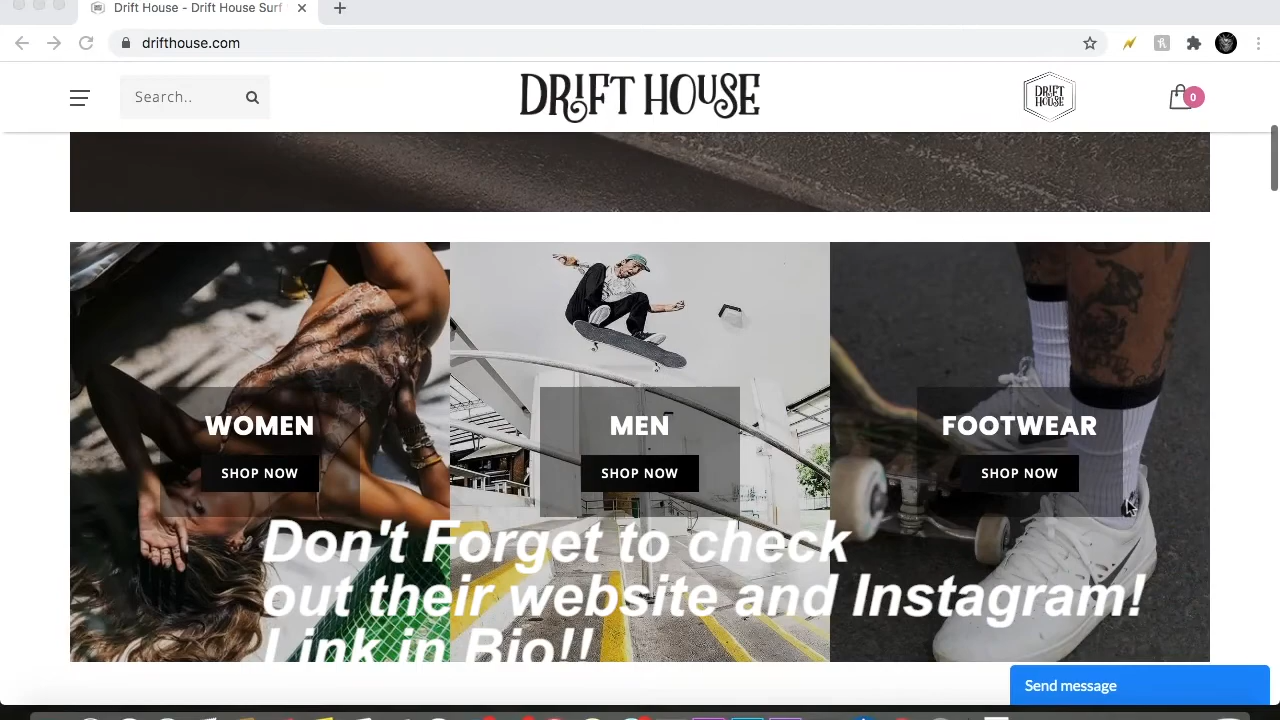 Drift House - Drift House Surf
drifthouse.com
Search..
DRIFT HOUSE
DRIFT HOUSE
0
WOMEN
MEN
FOOTWEAR
SHOP NOW
SHOP NOW
SHOP NOW
Don't Forget to check
out their website and Instagram!
Link in Bio!!
Send message